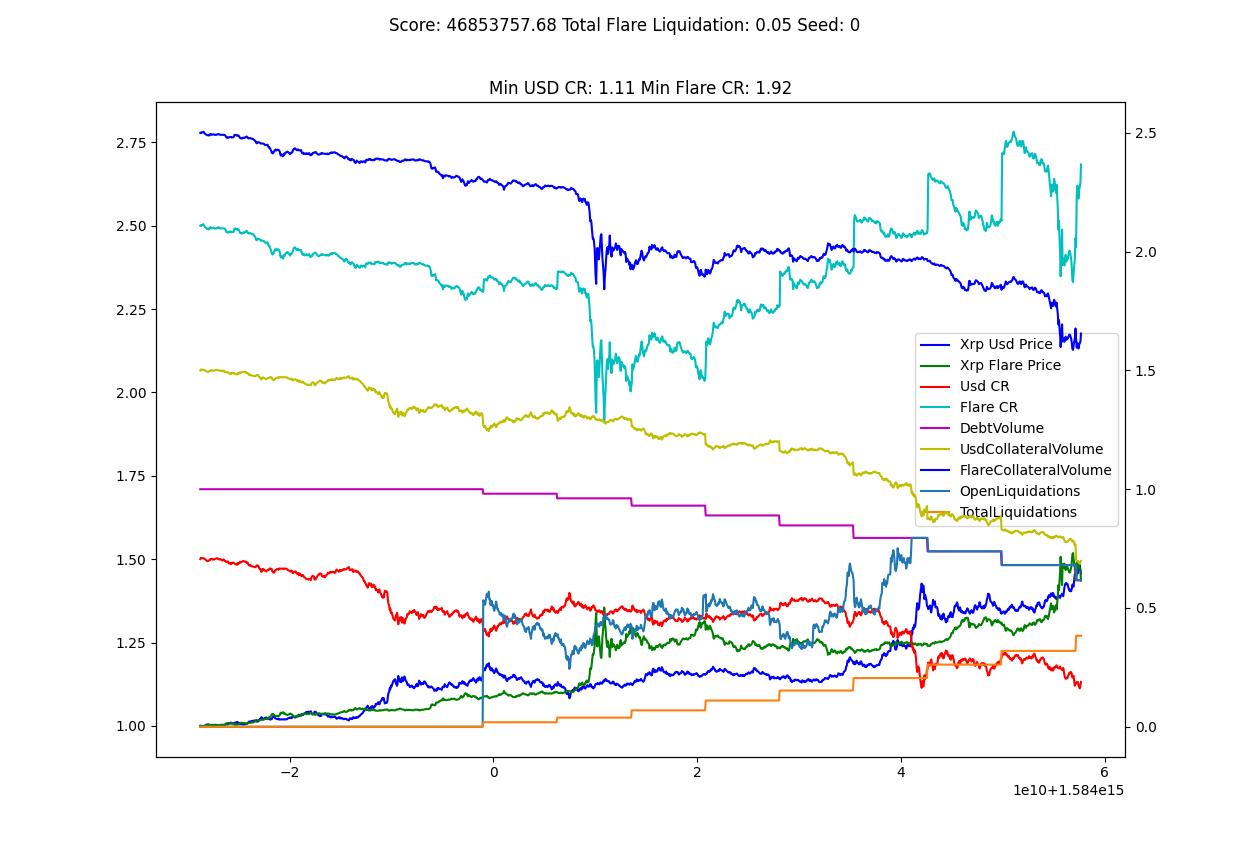 Score: 46853757.68 Total Flare Liquidation: 0.05 Seed: 0
Min USD CR: 1.11 Min Flare CR: 1.92
2.75
2.50
2.25
2.00
1.75
1.50
1.25
1.00
2.5
2.0
1.5
1.0
0.5
0.0
Xrp Usd Price
Xrp Flare Price
Usd CR
Flare CR
DebtVolume
UsdCollateralVolume
FlareCollateralVolume
OpenLiquidations
TotalLiquidations
−2 0 2 4 6
1e10+1.584e15